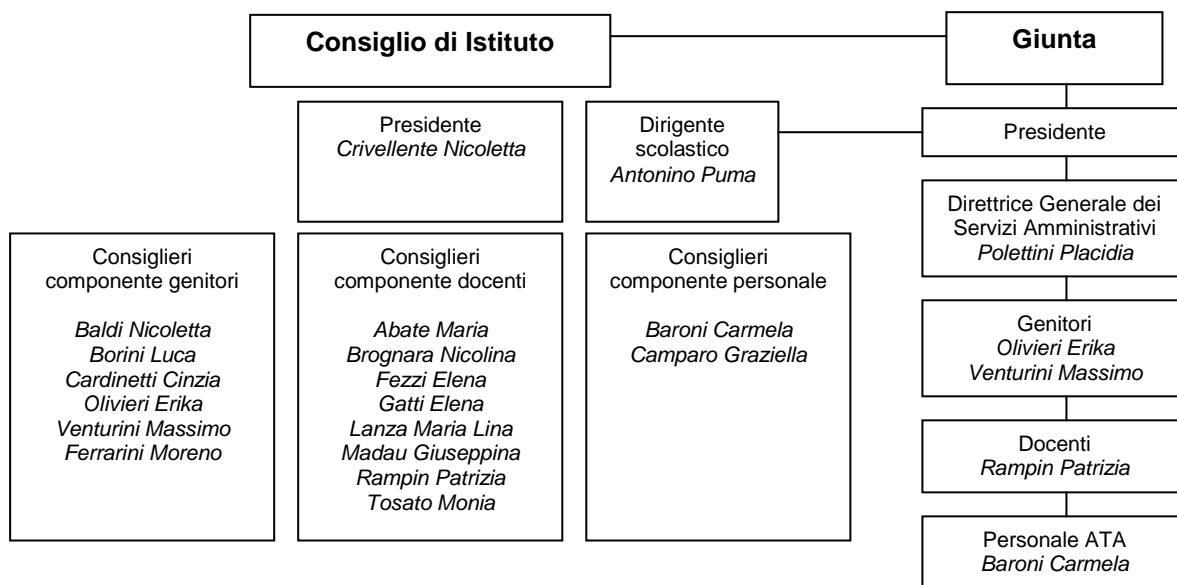 Consiglio di Istituto
Giunta
Presidente
Crivellente Nicoletta
Dirigente
scolastico
Antonino Puma
Presidente
Direttrice Generale dei
Servizi Amministrativi
Polettini Placidia
Consiglieri
componente genitori
Baldi Nicoletta
Borini Luca
Cardinetti Cinzia
Olivieri Erika
Venturini Massimo
Ferrarini Moreno
Consiglieri
componente docenti
Abate Maria
Brognara Nicolina
Fezzi Elena
Gatti Elena
Lanza Maria Lina
Madau Giuseppina
Rampin Patrizia
Tosato Monia
Consiglieri
componente personale
Baroni Carmela
Camparo Graziella
Genitori
Olivieri Erika
Venturini Massimo
Docenti
Rampin Patrizia
Personale ATA
Baroni Carmela